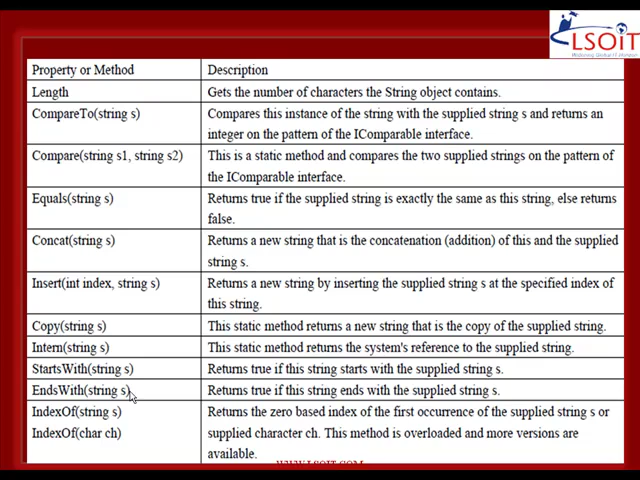 LSOiT
Property or Method Description
Length Gets the number of characters the String object contains.
CompareTo(string s) Compares this instance of the string with the supplied string s and returns an
integer on the pattern of the IComparable interface.
Compare(string s1, string s2) This is a static method and compares the two supplied strings on the pattern of
the IComparable interface.
Equals(string s) Returns true if the supplied string is exactly the same as this string, else returns
false.
Concat(string s) Returns a new string that is the concatenation (addition) of this and the supplied
string s.
Insert(int index, string s) Returns a new string by inserting the supplied string s at the specified index of
this string.
Copy(string s) This static method returns a new string that is the copy of the supplied string.
Intern(string s) This static method returns the system's reference to the supplied string.
StartsWith(string s) Returns true if this string starts with the supplied string s.
EndsWith(string s) Returns true if this string ends with the supplied string s.
IndexOf(string s) Returns the zero based index of the first occurrence of the supplied string s or
IndexOf(char ch) supplied character ch. This method is overloaded and more versions are
available.
WWW.LSOIT.COM